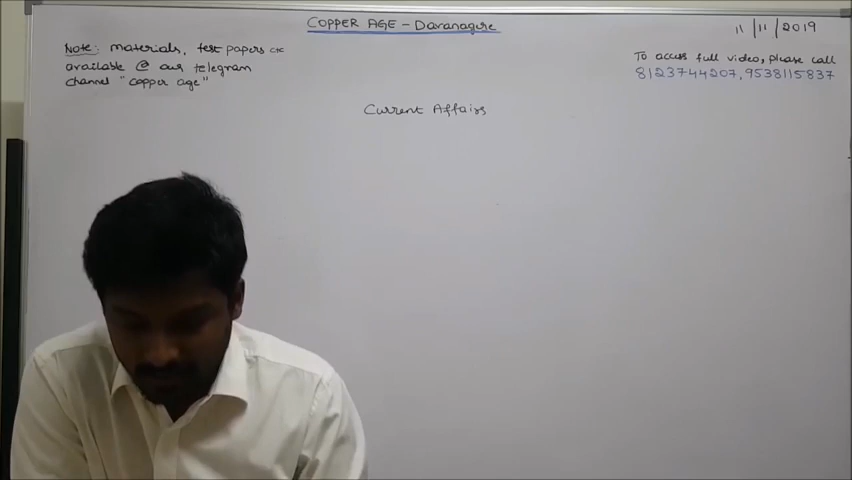 COPPER AGE - Davanagere
11/11/2019
Note: materials, test papers etc
available @ our telegram
channel "copper age"
To access full video, please call
8123744207, 9538115837
Current Affairs